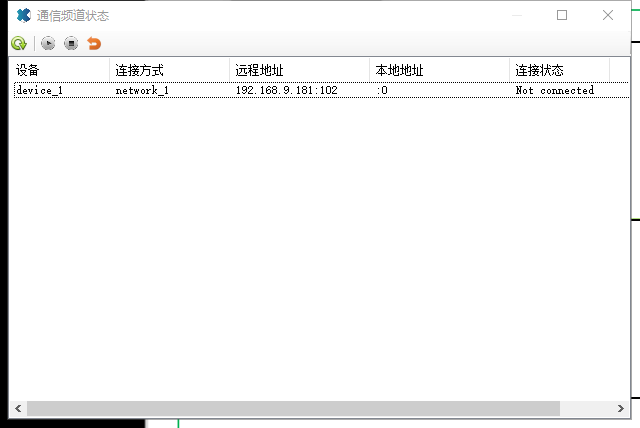 通信频道状态
设备 连接方式 远程地址 本地地址 连接状态
device_1 network_1 192.168.9.181:102 :0 Not connected